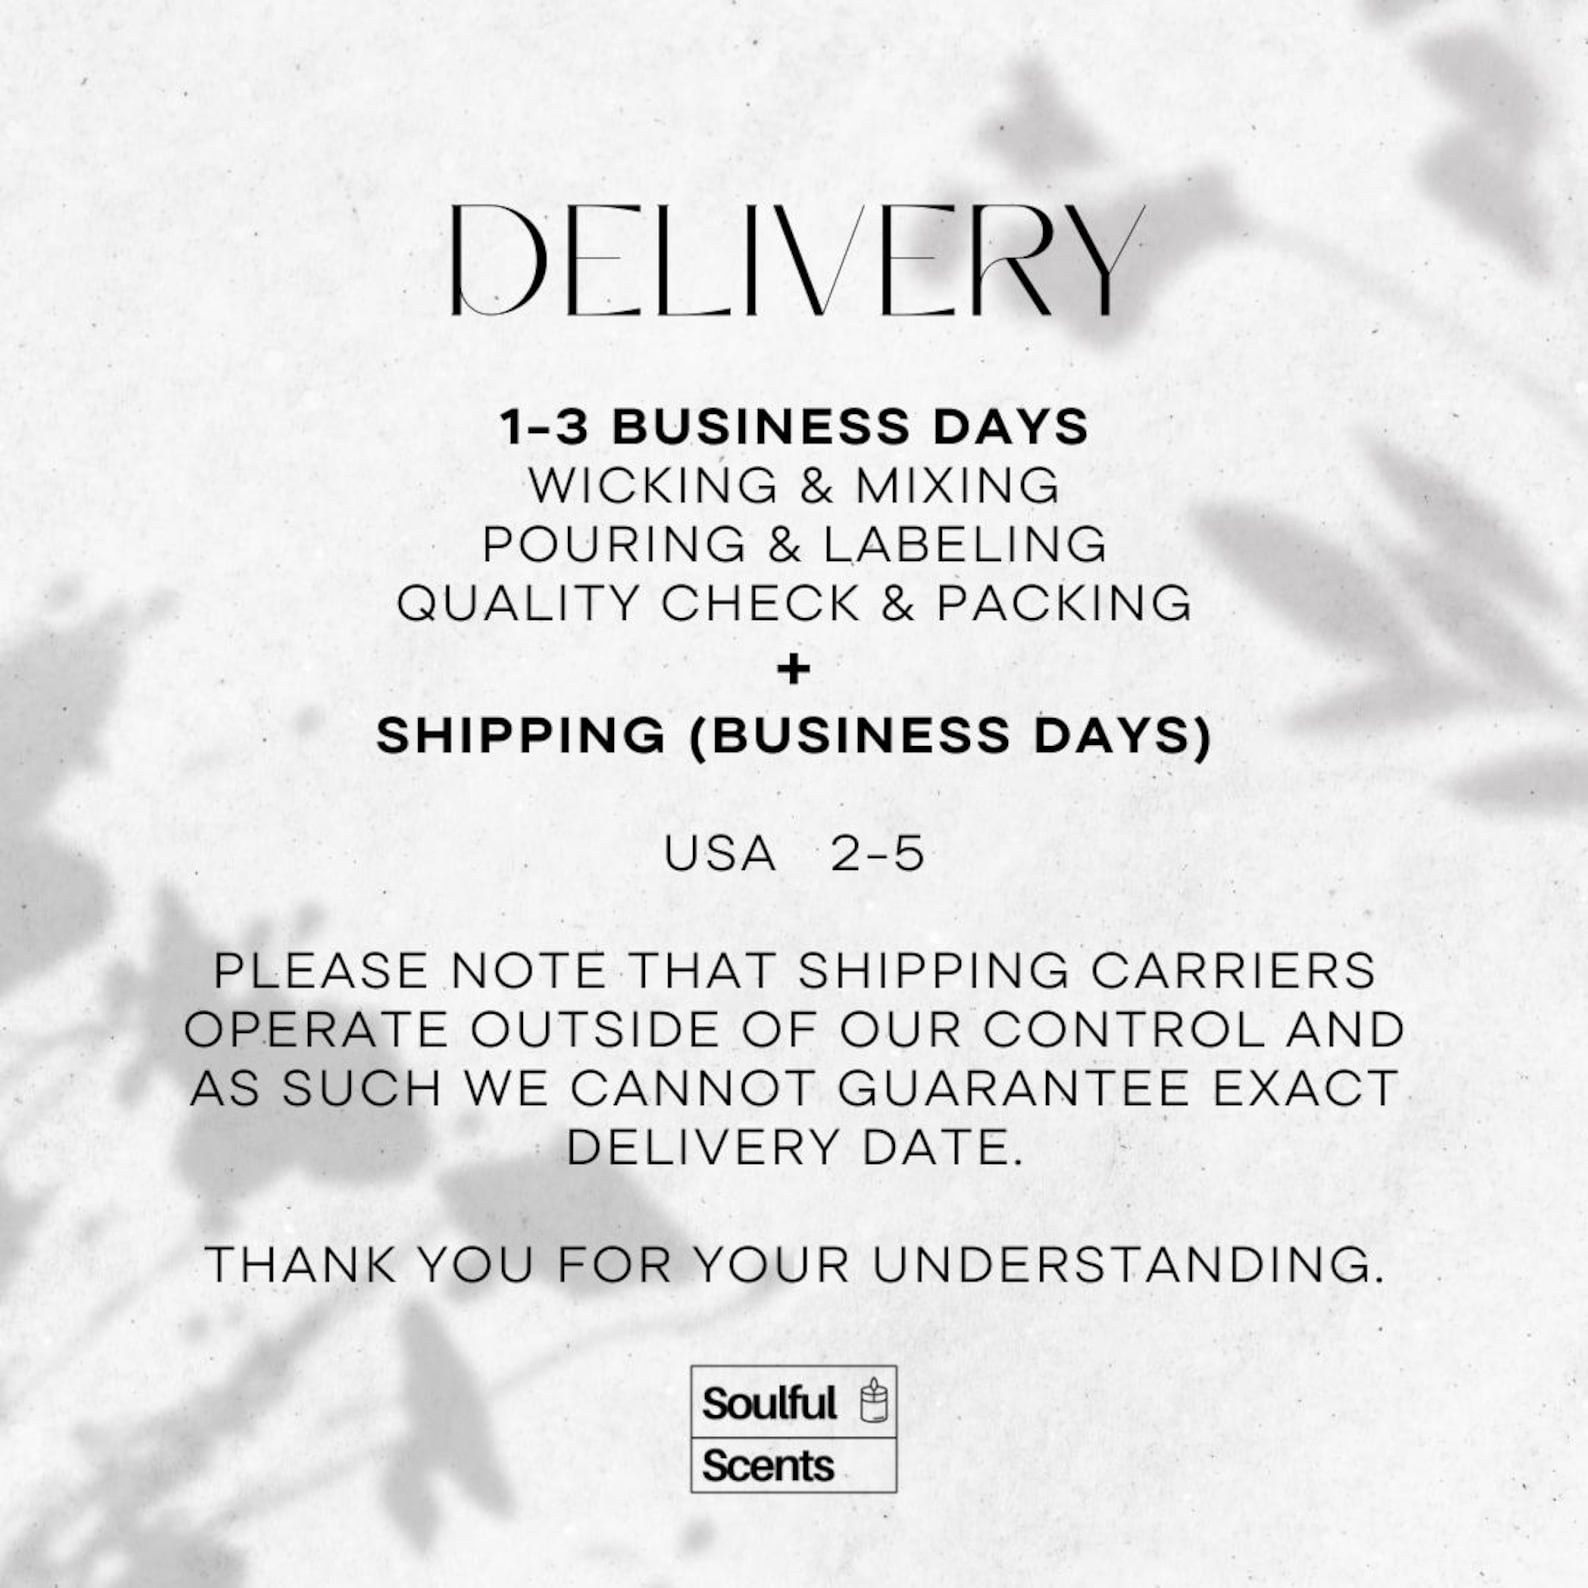 DELIVERY
1-3 BUSINESS DAYS
WICKING & MIXING
POURING & LABELING
QUALITY CHECK & PACKING
+
SHIPPING (BUSINESS DAYS)
USA 2-5
PLEASE NOTE THAT SHIPPING CARRIERS
OPERATE OUTSIDE OF OUR CONTROL AND
AS SUCH WE CANNOT GUARANTEE EXACT
DELIVERY DATE.
THANK YOU FOR YOUR UNDERSTANDING.
Soulful
Scents